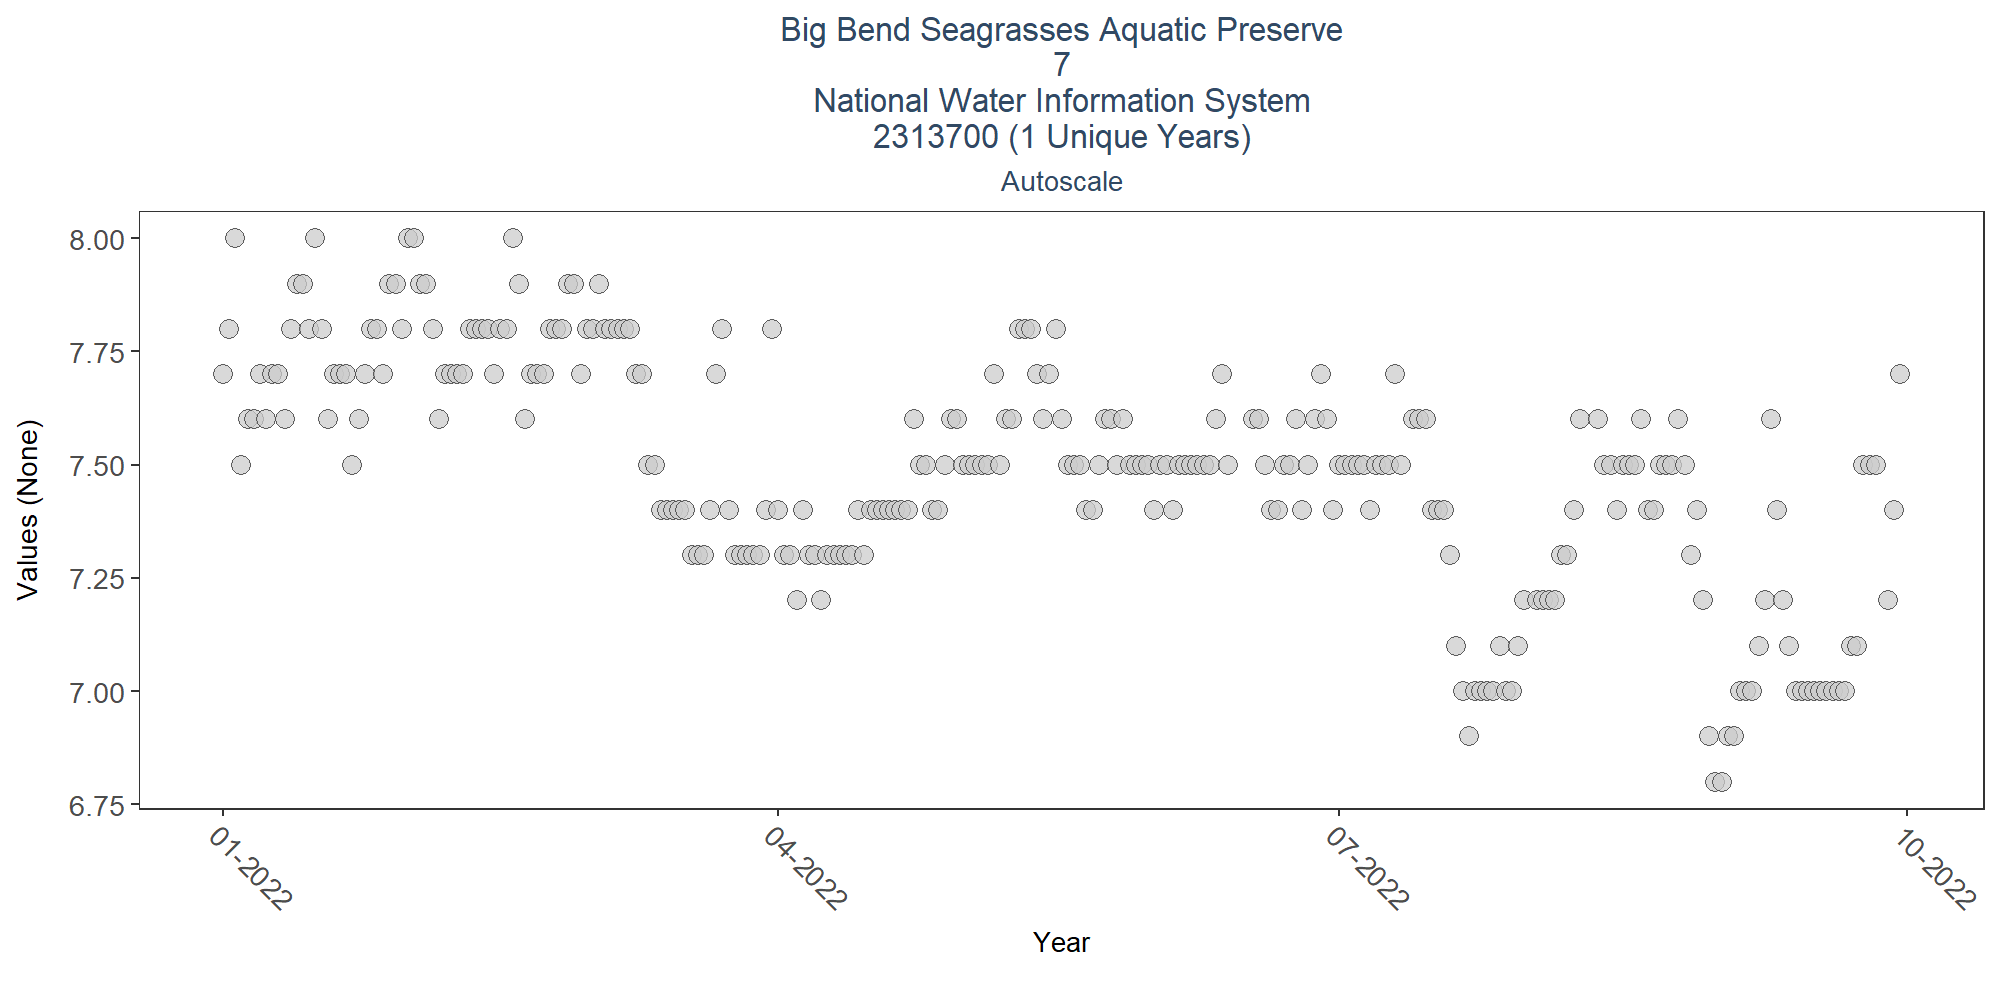 Big Bend Seagrasses Aquatic Preserve
7
National Water Information System
2313700 (1 Unique Years)
Autoscale
8.00
7.75
7.50
7.25
7.00
6.75
Values (None)
01-2022
04-2022
07-2022
10-2022
Year